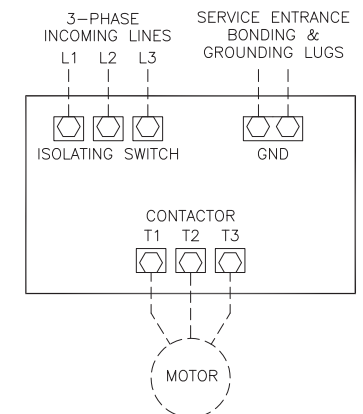 3-PHASE
INCOMING LINES
L1 L2 L3
SERVICE ENTRANCE
BONDING &
GROUNDING LUGS
ISOLATING SWITCH
GND
CONTACTOR
T1 T2 T3
MOTOR